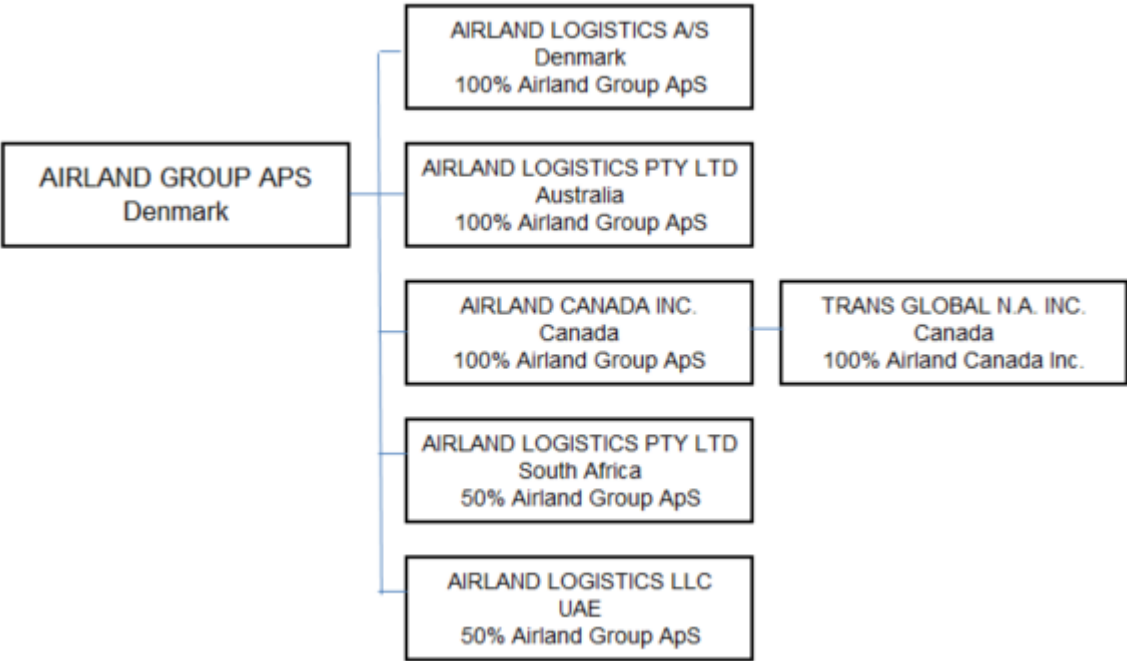 AIRLAND LOGISTICS A/S
Denmark
100% Airland Group ApS
AIRLAND GROUP APS
Denmark
AIRLAND LOGISTICS PTY LTD
Australia
100% Airland Group ApS
AIRLAND CANADA INC.
Canada
100% Airland Group ApS
TRANS GLOBAL N.A. INC.
Canada
100% Airland Canada Inc.
AIRLAND LOGISTICS PTY LTD
South Africa
50% Airland Group ApS
AIRLAND LOGISTICS LLC
UAE
50% Airland Group ApS